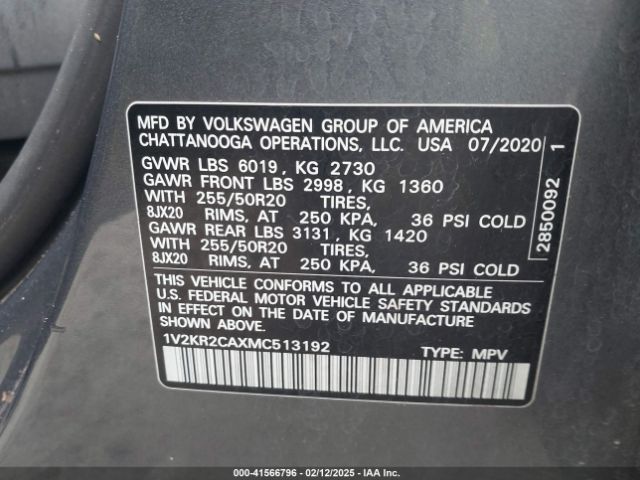 MFD BY VOLKSWAGEN GROUP OF AMERICA
CHATTANOOGA OPERATIONS, LLC. USA 07/2020
GVWR LBS 6019, KG 2730
GAWR FRONT LBS 2998, KG 1360
WITH 255/50R20 TIRES,
8JX20 RIMS, AT 250 KPA, 36 PSI COLD
GAWR REAR LBS 3131, KG 1420
WITH 255/50R20 TIRES,
8JX20 RIMS, AT 250 KPA, 36 PSI COLD
THIS VEHICLE CONFORMS TO ALL APPLICABLE
U.S. FEDERAL MOTOR VEHICLE SAFETY STANDARDS
IN EFFECT ON THE DATE OF MANUFACTURE
SHOWN ABOVE.
1V2KR2CAXMC513192 TYPE: MPV
2850092 1
000-41566796 - 02/12/2025 - IAA Inc.